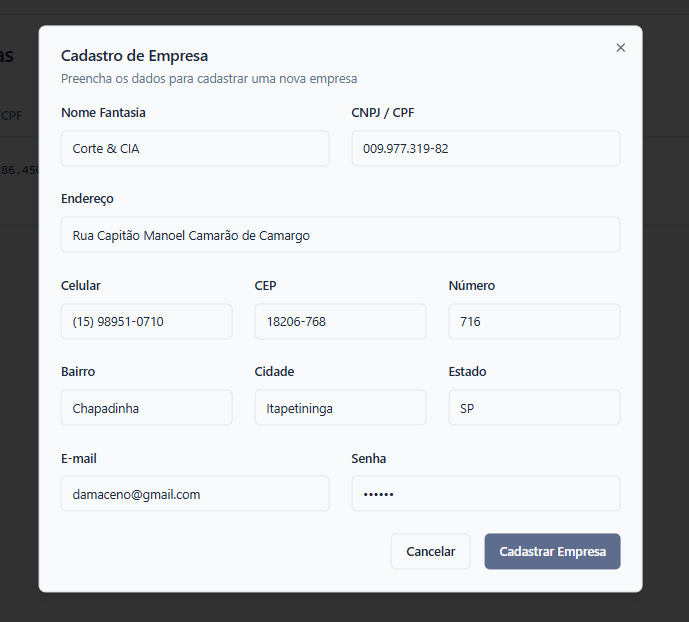 as
Cadastro de Empresa
Preencha os dados para cadastrar uma nova empresa
Nome Fantasia CNPJ / CPF
/CPF
Corte & CIA 009.977.319-82
86.450
Endereço
Rua Capitão Manoel Camarão de Camargo
Celular CEP Número
(15) 98951-0710 18206-768 716
Bairro Cidade Estado
Chapadinha Itapetininga SP
E-mail Senha
damaceno@gmail.com ••••••
Cancelar Cadastrar Empresa